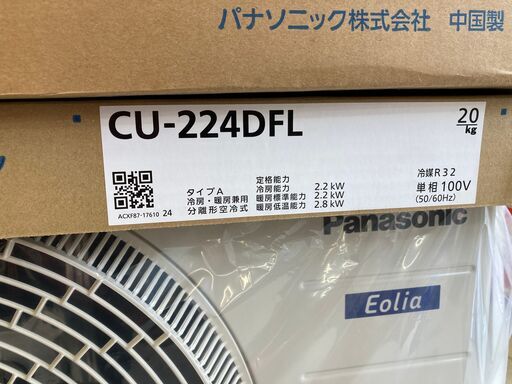 パナソニック株式会社 中国製
CU-224DFL
20/kg
ACXF87-17610 24
タイプA
冷房・暖房兼用
分離形空冷式
定格能力
冷房能力 2.2 kW
暖房標準能力 2.2 kW
暖房低温能力 2.8 kW
冷媒R32
単相100V
(50/60Hz)
Panasonic
Eolia